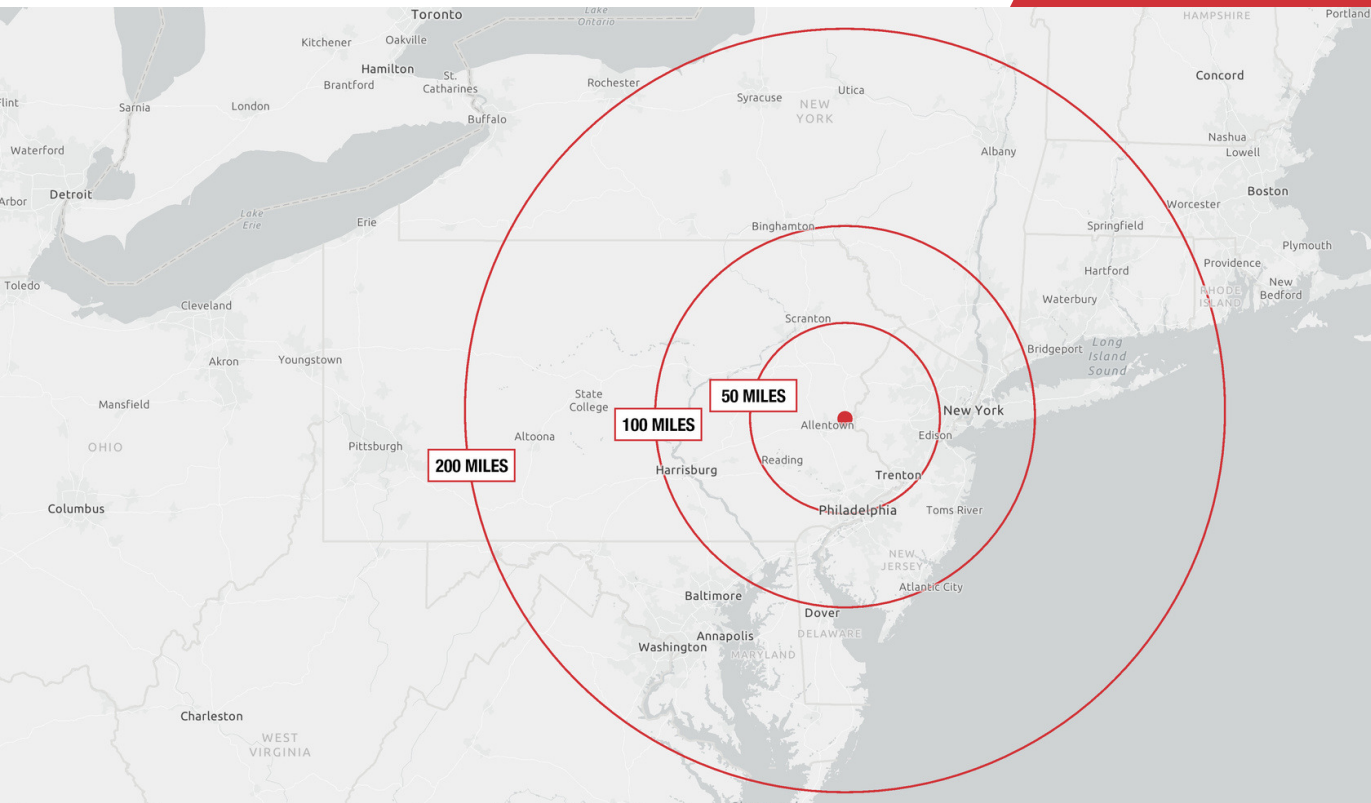 Toronto
Lake
Ontario
HAMPSHIRE
Portland
Kitchener
Oakville
Hamilton
Brantford
St.
Catharines
Rochester
Syracuse
Utica
NEW
YORK
Concord
Flint
Sarnia
London
Buffalo
Nashua
Lowell
Waterford
Albany
Detroit
Arbor
Boston
Worcester
Lake
Erie
Erie
Binghamton
Springfield
Plymouth
Providence
Hartford
Toledo
New
Bedford
RHODE
ISLAND
Waterbury
Cleveland
Scranton
Akron
Youngstown
Bridgeport
Long
Island
Sound
50 MILES
State
College
Mansfield
New York
100 MILES
Allentown
Edison
OHIO
Pittsburgh
Altoona
200 MILES
Harrisburg
Reading
Trenton
Columbus
Philadelphia
Toms River
NEW
JERSEY
Atlantic City
Baltimore
Dover
DELAWARE
Annapolis
Washington
MARYLAND
Charleston
WEST
VIRGINIA